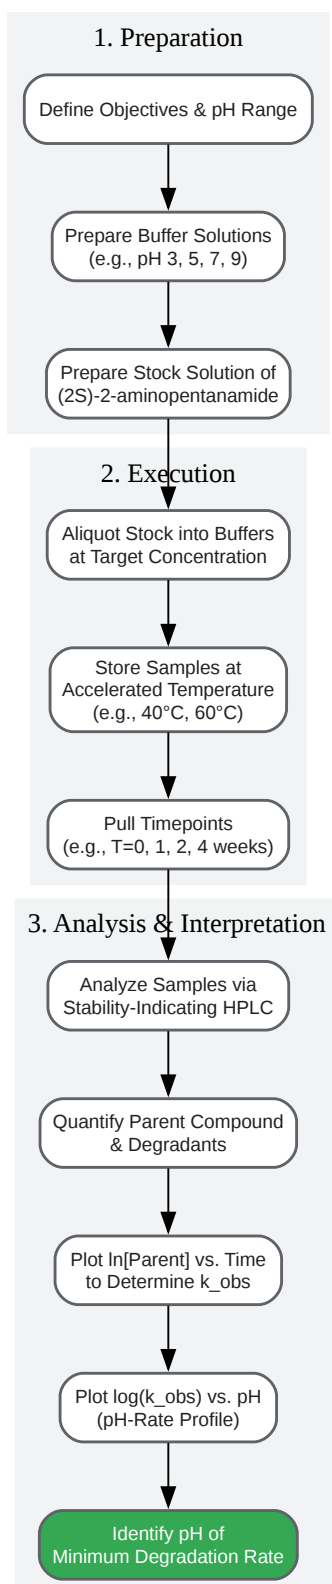 1. Preparation
Define Objectives & pH Range
Prepare Buffer Solutions
(e.g., pH 3, 5, 7, 9)
Prepare Stock Solution of
(2S)-2-aminopentanamide
2. Execution
Aliquot Stock into Buffers
at Target Concentration
Store Samples at
Accelerated Temperature
(e.g., 40°C, 60°C)
Pull Timepoints
(e.g., T=0, 1, 2, 4 weeks)
3. Analysis & Interpretation
Analyze Samples via
Stability-Indicating HPLC
Quantify Parent Compound
& Degradants
Plot ln[Parent] vs. Time
to Determine k_obs
Plot log(k_obs) vs. pH
(pH-Rate Profile)
Identify pH of
Minimum Degradation Rate